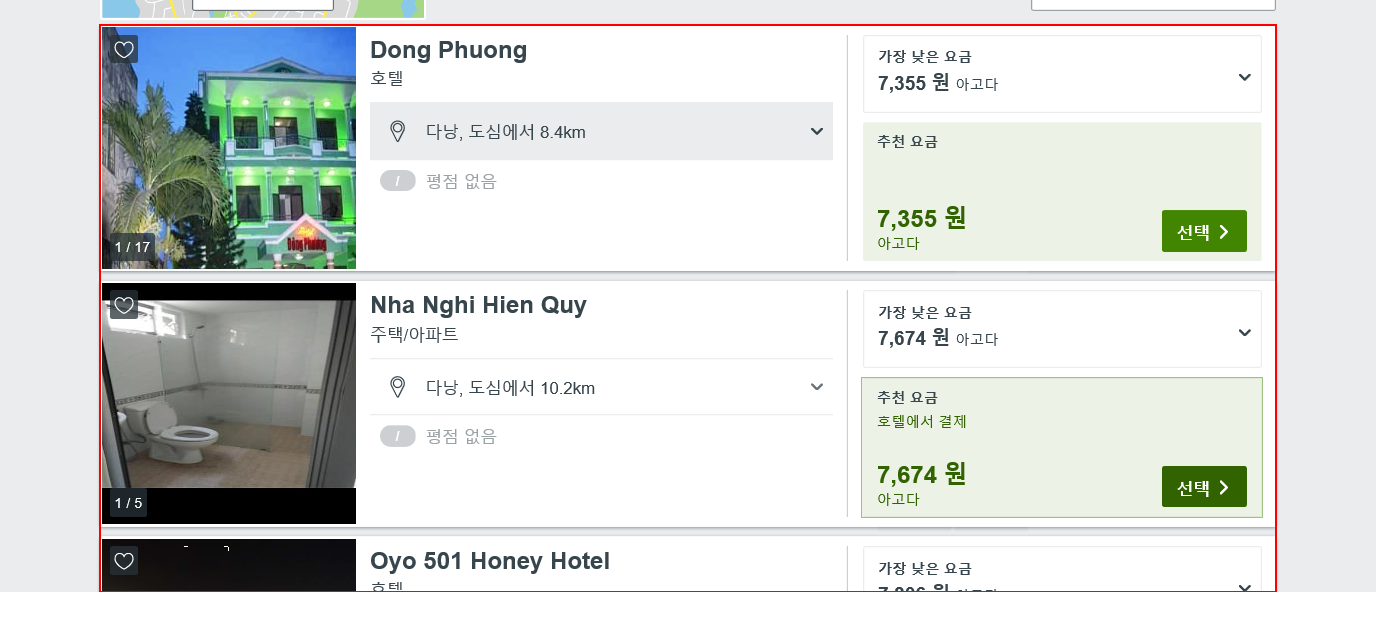 Dong Phuong
호텔
다낭, 도심에서 8.4km
/ 평점 없음
1 / 17
Đông Phương
가장 낮은 요금
7,355 원 아고다
추천 요금
7,355 원
아고다
선택
Nha Nghi Hien Quy
주택/아파트
다낭, 도심에서 10.2km
/ 평점 없음
1 / 5
가장 낮은 요금
7,674 원 아고다
추천 요금
호텔에서 결제
7,674 원
아고다
선택
Oyo 501 Honey Hotel
호텔
가장 낮은 요금